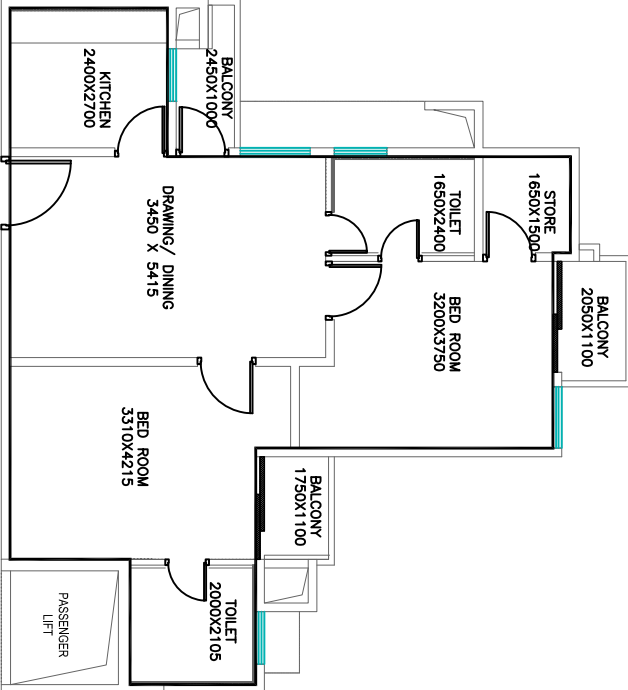 KITCHEN
2400X2700
BALCONY
2450X1000
DRAWING/ DINING
3450 X 5415
TOILET
1650X2400
STORE
1650X1500
BED ROOM
3200X3750
BALCONY
2050X1100
BED ROOM
3310X4215
BALCONY
1750X1100
TOILET
2000X2105
PASSENGER
LIFT